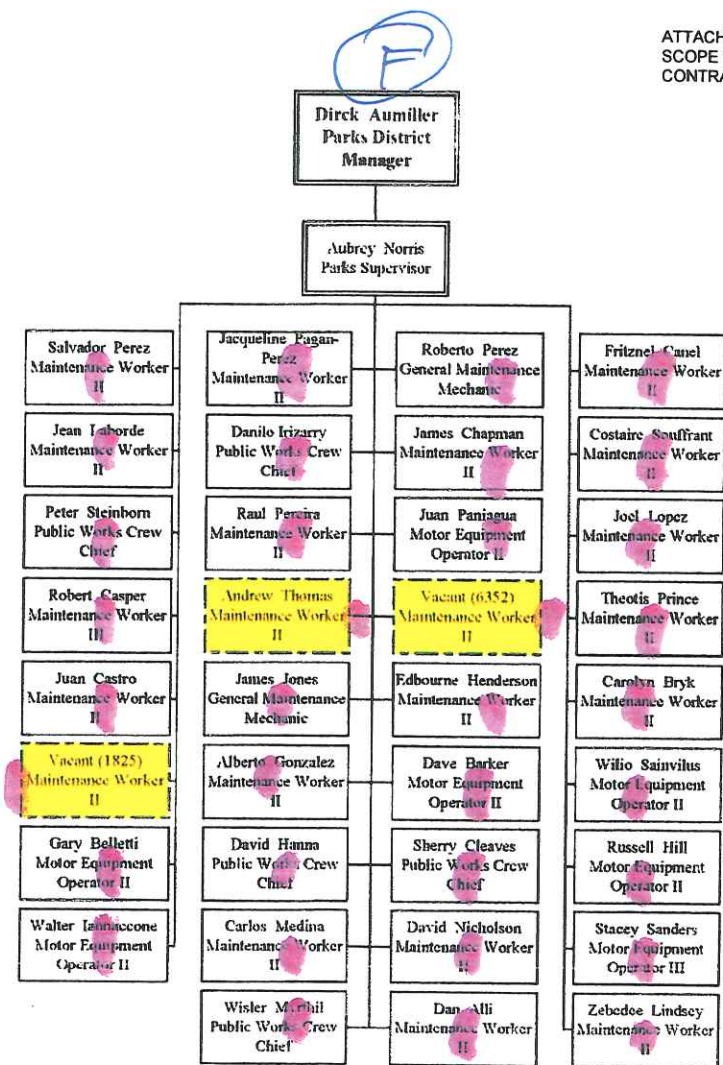 F
ATTACH
SCOPE
CONTRA
Dirck Aumiller
Parks District
Manager
Aubrey Norris
Parks Supervisor
Salvador Perez
Maintenance Worker
II
Jean Laborde
Maintenance Worker
II
Peter Steinborn
Public Works Crew
Chief
Robert Casper
Maintenance Worker
III
Juan Castro
Maintenance Worker
II
Vacant (1825)
Maintenance Worker
II
Gary Belletti
Motor Equipment
Operator II
Walter Iannaccone
Motor Equipment
Operator II
Jacqueline Pagan-
Perez
Maintenance Worker
II
Danilo Irizarry
Public Works Crew
Chief
Raul Pereira
Maintenance Worker
II
Andrew Thomas
Maintenance Worker
II
James Jones
General Maintenance
Mechanic
Alberto Gonzalez
Maintenance Worker
II
David Hanna
Public Works Crew
Chief
Carlos Medina
Maintenance Worker
II
Wisler
Public Works Crew
Chief
Roberto Perez
General Maintenance
Mechanic
James Chapman
Maintenance Worker
II
Juan Paniagua
Motor Equipment
Operator II
Vacant (6352)
Maintenance Worker
II
Edbourne Henderson
Maintenance Worker
II
Dave Barker
Motor Equipment
Operator II
Sherry Cleaves
Public Works Crew
Chief
David Nicholson
Maintenance Worker
II
Dan Alli
Maintenance Worker
II
Fritznel Canel
Maintenance Worker
II
Costaire Souffrant
Maintenance Worker
II
Joel Lopez
Maintenance Worker
II
Theotis Prince
Maintenance Worker
II
Carolyn Bryk
Maintenance Worker
II
Wilio Sainvilus
Motor Equipment
Operator II
Russell Hill
Motor Equipment
Operator II
Stacey Sanders
Motor Equipment
Operator III
Zebedee Lindsey
Maintenance Worker
II